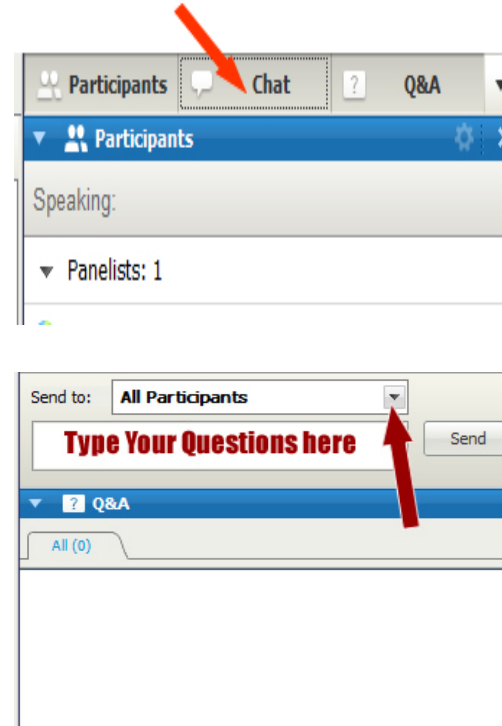 Participants Chat ? Q&A
Participants
Speaking:
Panelists: 1
Send to: All Participants
Type Your Questions here Send
? Q&A
All (0)